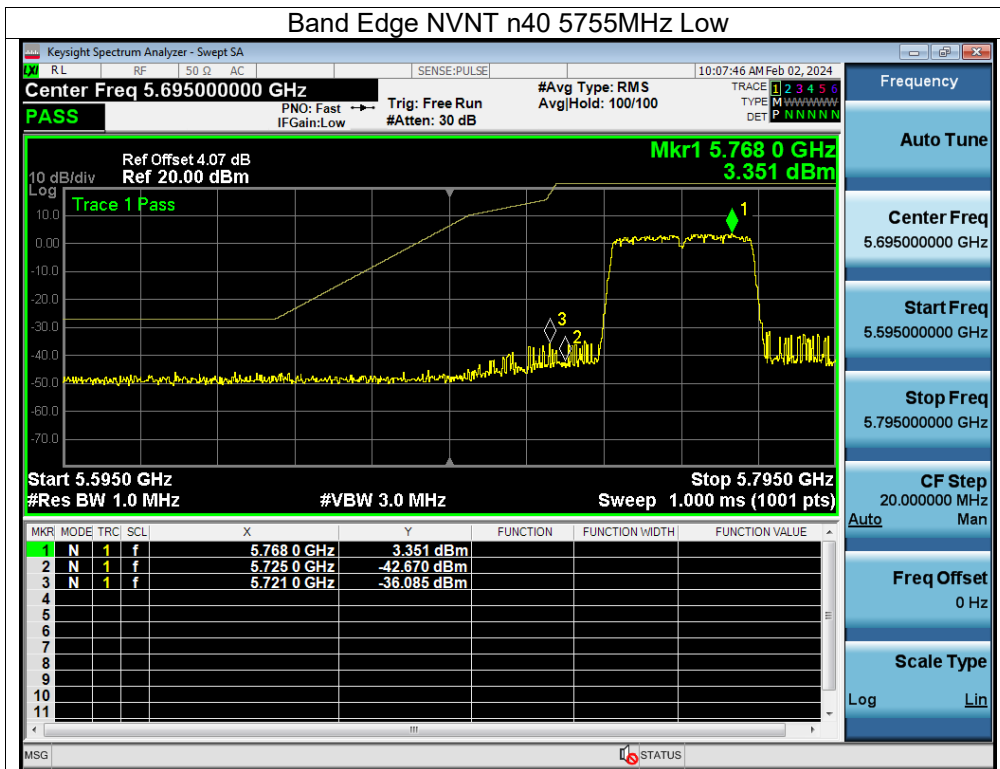 Band Edge NVNT n40 5755MHz Low
Keysight Spectrum Analyzer - Swept SA
LXI RL RF 50 Ω AC SENSE:PULSE 10:07:46 AM Feb 02, 2024
Center Freq 5.695000000 GHz #Avg Type: RMS TRACE 1 2 3 4 5 6
PNO: Fast Trig: Free Run Avg|Hold: 100/100 TYPE M WWWWW
PASS IFGain:Low #Atten: 30 dB DET P N N N N N
Mkr1 5.768 0 GHz
Ref Offset 4.07 dB
10 dB/div Ref 20.00 dBm 3.351 dBm
Log
Trace 1 Pass
10.0
0.00
-10.0
-20.0
-30.0
-40.0
-50.0
-60.0
-70.0
1
3
2
Start 5.5950 GHz Stop 5.7950 GHz
#Res BW 1.0 MHz #VBW 3.0 MHz Sweep 1.000 ms (1001 pts)
MKR MODE TRC SCL X Y FUNCTION FUNCTION WIDTH FUNCTION VALUE
1 N 1 f 5.768 0 GHz 3.351 dBm
2 N 1 f 5.725 0 GHz -42.670 dBm
3 N 1 f 5.721 0 GHz -36.085 dBm
4
5
6
7
8
9
10
11
MSG STATUS
Frequency
Auto Tune
Center Freq
5.695000000 GHz
Start Freq
5.595000000 GHz
Stop Freq
5.795000000 GHz
CF Step
20.000000 MHz
Auto Man
Freq Offset
0 Hz
Scale Type
Log Lin